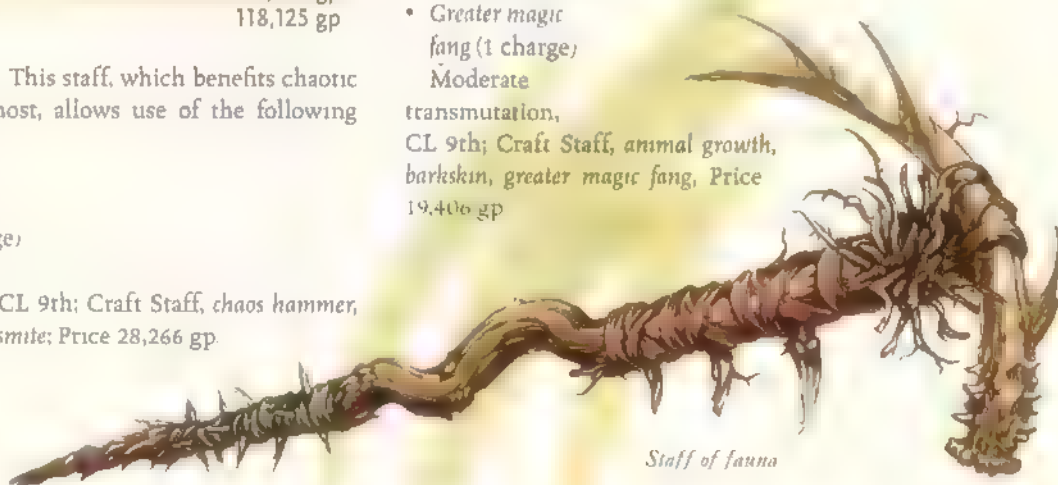 118,125 gp
This staff, which benefits chaotic
host, allows use of the following
CL 9th; Craft Staff, chaos hammer,
smite; Price 28,266 gp.
• Greater magic
fang (1 charge)
Moderate
transmutation,
CL 9th; Craft Staff, animal growth,
barkskin, greater magic fang, Price
19,406 gp
Staff of fauna